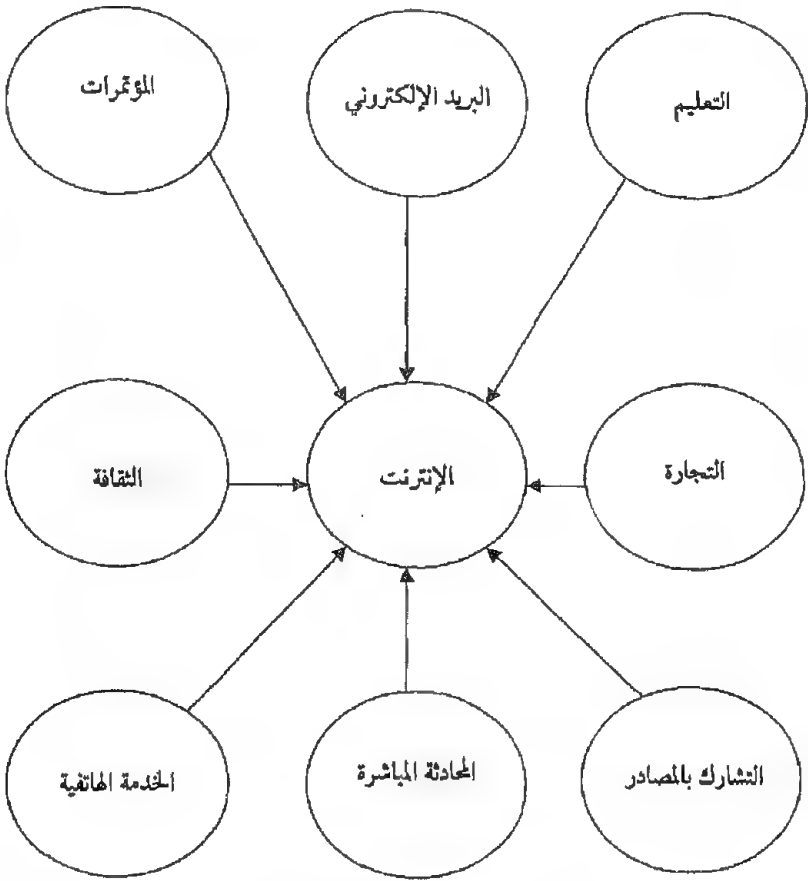 التعليم
البريد الإلكتروني
المؤتمرات
التجارة
الإنترنت
الثقافة
التشارك بالمصادر
المحادثة المباشرة
الخدمة الهاتفية